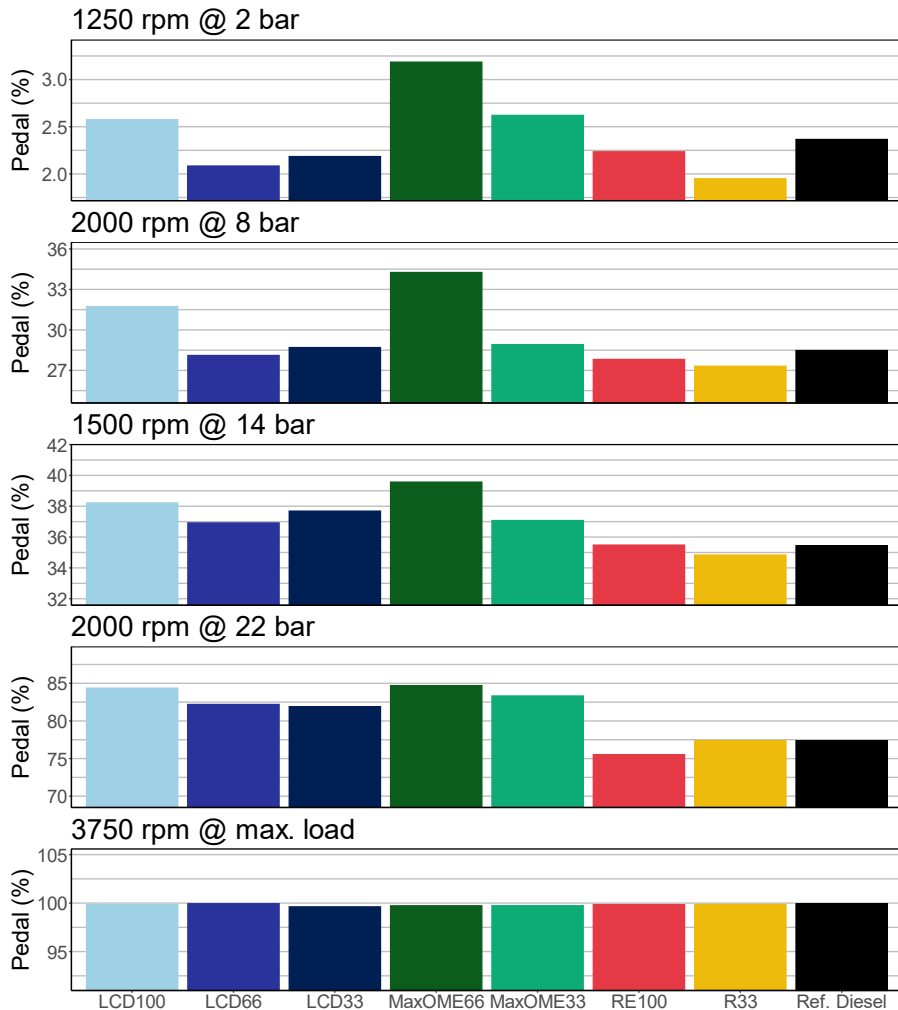 1250 rpm @ 2 bar
Pedal (%)
3.0
2.5
2.0
2000 rpm @ 8 bar
Pedal (%)
36
33
30
27
1500 rpm @ 14 bar
Pedal (%)
42
40
38
36
34
32
2000 rpm @ 22 bar
Pedal (%)
85
80
75
70
3750 rpm @ max. load
Pedal (%)
105
100
95
LCD100 LCD66 LCD33 MaxOME66 MaxOME33 RE100 R33 Ref. Diesel